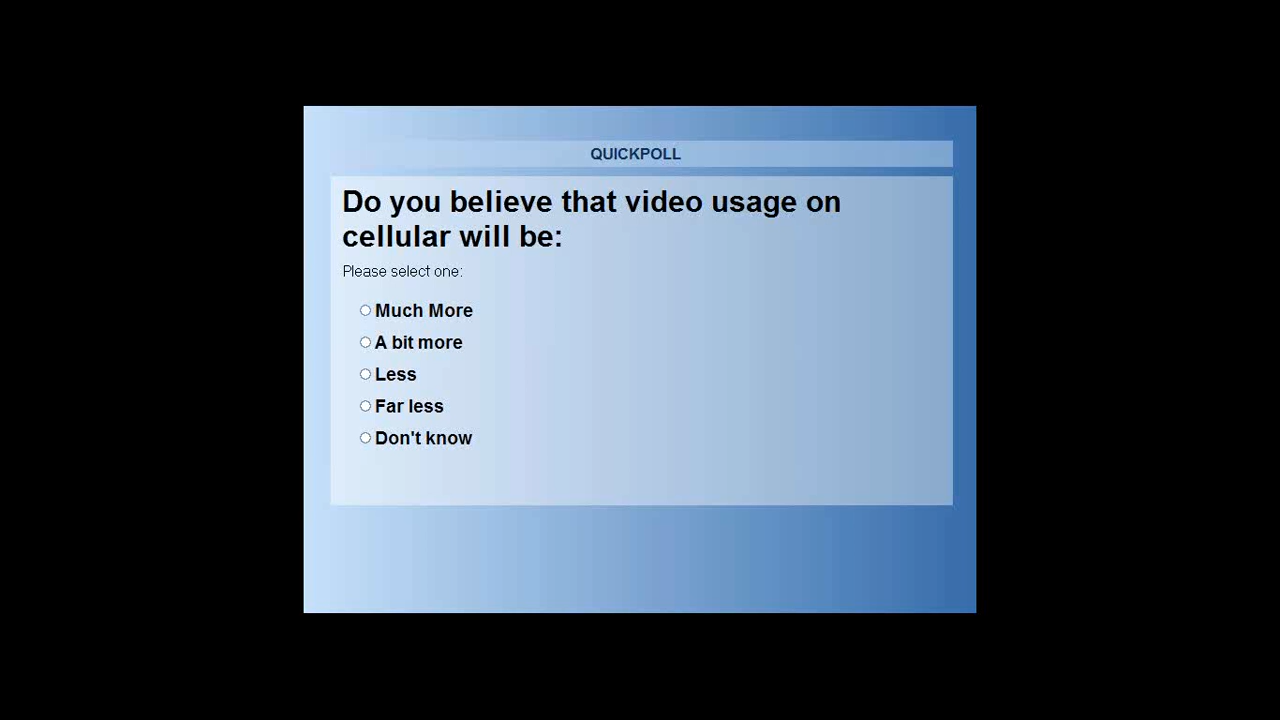 QUICKPOLL
Do you believe that video usage on
cellular will be:
Please select one:
Much More
A bit more
Less
Far less
Don't know